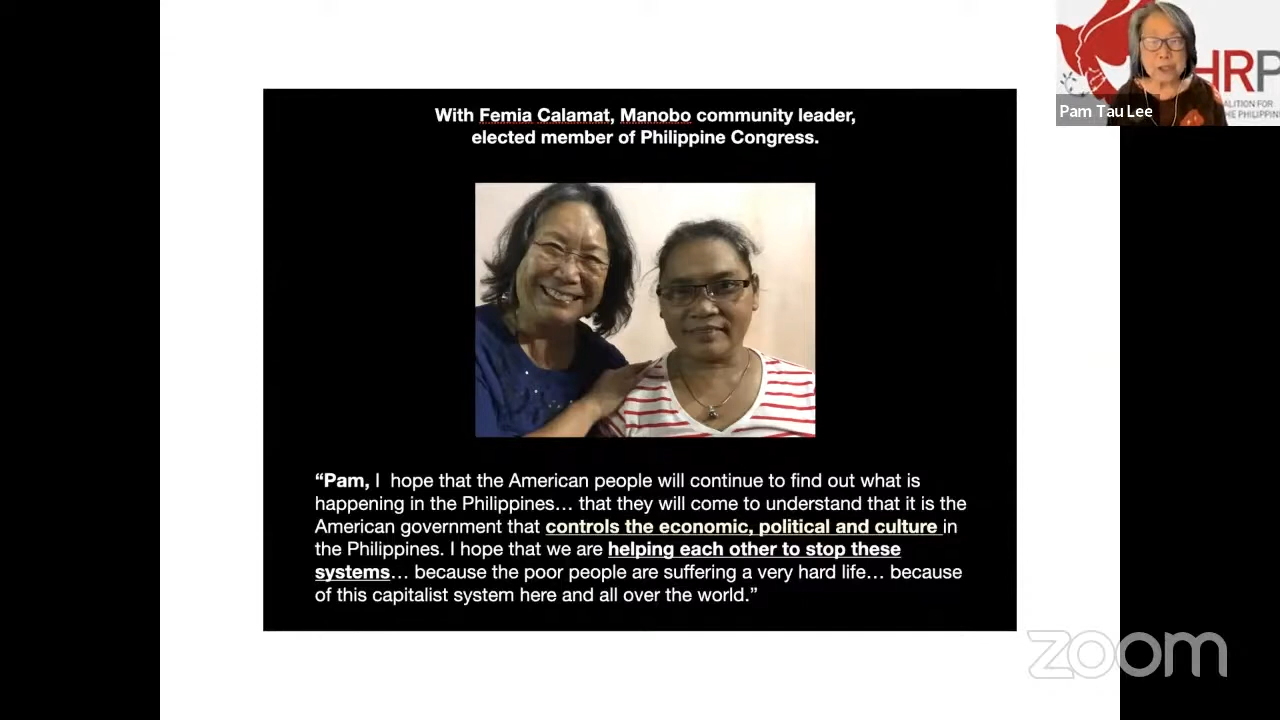 With Femia Calamat, Manobo community leader,
elected member of Philippine Congress.
“Pam, I hope that the American people will continue to find out what is
happening in the Philippines… that they will come to understand that it is the
American government that controls the economic, political and culture in
the Philippines. I hope that we are helping each other to stop these
systems… because the poor people are suffering a very hard life… because
of this capitalist system here and all over the world.”
HRP
ALITION FOR
HE PHILIPPIN
Pam Tau Lee
zoom